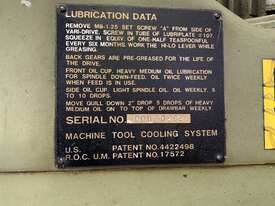 LUBRICATION DATA
REMOVE M8-1.25 SET SCREW "A" FROM SIDE OF
VARI-DRIVE. SCREW IN TUBE OF LUBRIPLATE #107.
SQUEEZE IN EQUIV. OF ONE-HALF TEASPOONFUL
EVERY SIX MONTHS. WORK THE HI-LO LEVER WHILE
GREASING.
BACK GEARS ARE PRE-GREASED FOR THE LIFE OF
THE DRIVE.
FRONT OIL CUP. HEAVY MEDIUM OIL LUBRICATION
FOR SPINDLE DOWN-FEED. OIL TWICE WEEKLY
WHEN FEED IS IN USE.
SIDE OIL CUP. LIGHT SPINDLE OIL. OIL WEEKLY. 5
TO 10 DROPS.
MOVE QUILL DOWN 2" DROP 5 DROPS OF HEAVY
MEDIUM OIL ON TO TOP OF DRAWBAR WEEKLY.
SERIAL NO.
MACHINE TOOL COOLING SYSTEM
U.S. PATENT NO.4422498
R.O.C. U.M. PATENT NO.17572